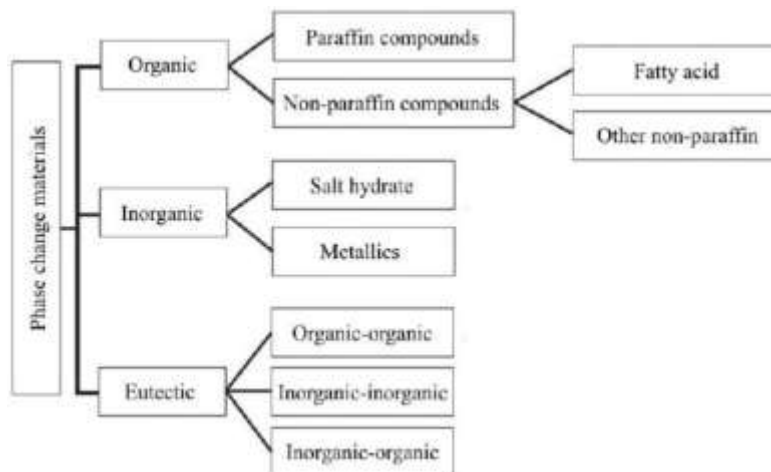 Phase change materials
Organic
Paraffin compounds
Non-paraffin compounds
Fatty acid
Other non-paraffin
Inorganic
Salt hydrate
Metallics
Eutectic
Organic-organic
Inorganic-inorganic
Inorganic-organic